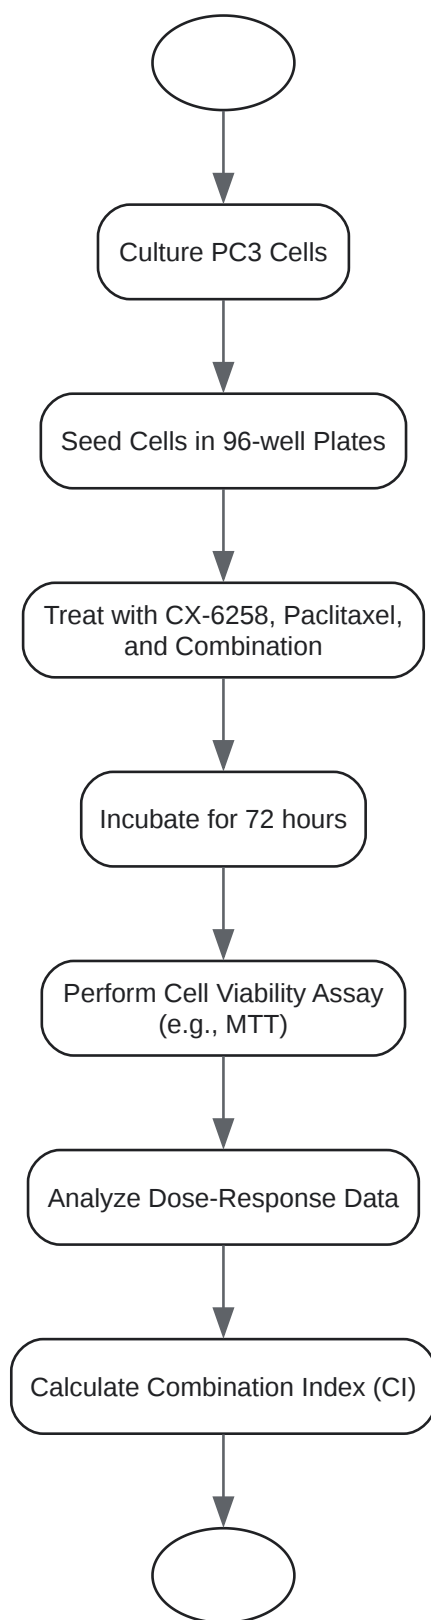 Culture PC3 Cells
Seed Cells in 96-well Plates
Treat with CX-6258, Paclitaxel,
and Combination
Incubate for 72 hours
Perform Cell Viability Assay
(e.g., MTT)
Analyze Dose-Response Data
Calculate Combination Index (CI)